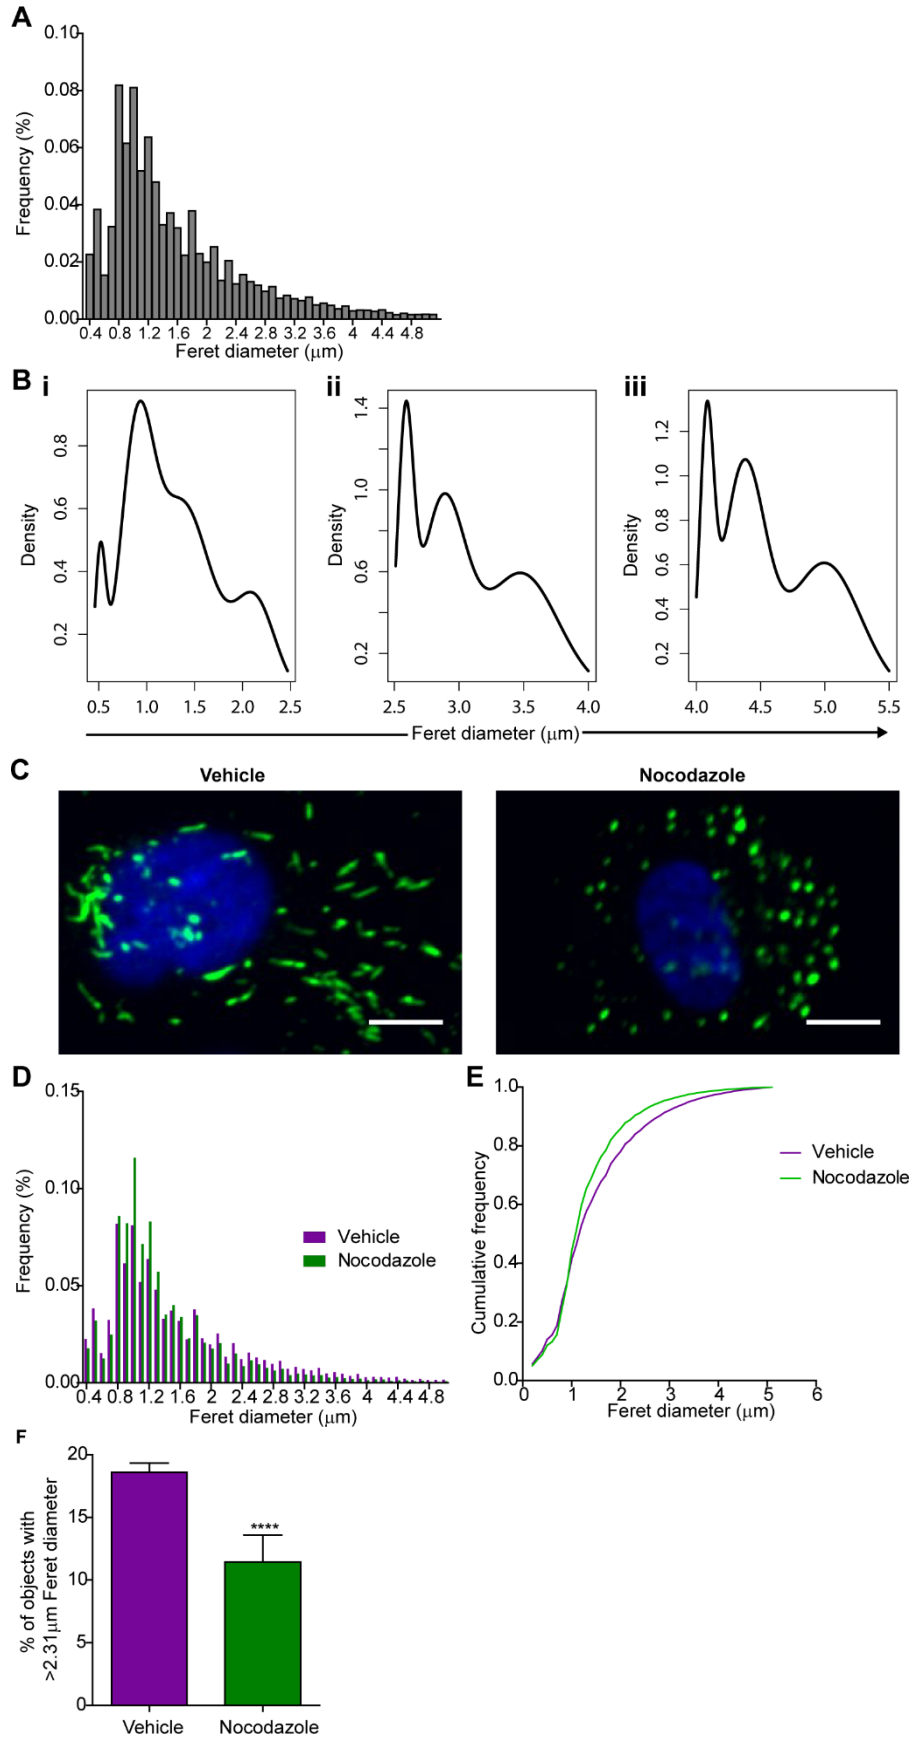 A
0.10
0.08
0.06
0.04
0.02
0.00
Frequency (%)
0.4 0.8 1.2 1.6 2 2.4 2.8 3.2 3.6 4 4.4 4.8
Feret diameter (μm)
B
i
0.8
0.6
0.4
0.2
Density
0.5 1.0 1.5 2.0 2.5
ii
1.4
1.0
0.6
0.2
Density
2.5 3.0 3.5 4.0
iii
1.2
1.0
0.8
0.6
0.4
0.2
Density
4.0 4.5 5.0 5.5
Feret diameter (μm)
C
Vehicle
Nocodazole
D
0.15
0.10
0.05
0.00
Frequency (%)
Vehicle
Nocodazole
0.4 0.8 1.2 1.6 2 2.4 2.8 3.2 3.6 4 4.4 4.8
Feret diameter (μm)
E
1.0
0.8
0.6
0.4
0.2
0.0
Cumulative frequency
Vehicle
Nocodazole
0 1 2 3 4 5 6
Feret diameter (μm)
F
20
15
10
5
0
% of objects with
>2.31μm Feret diameter
****
Vehicle
Nocodazole